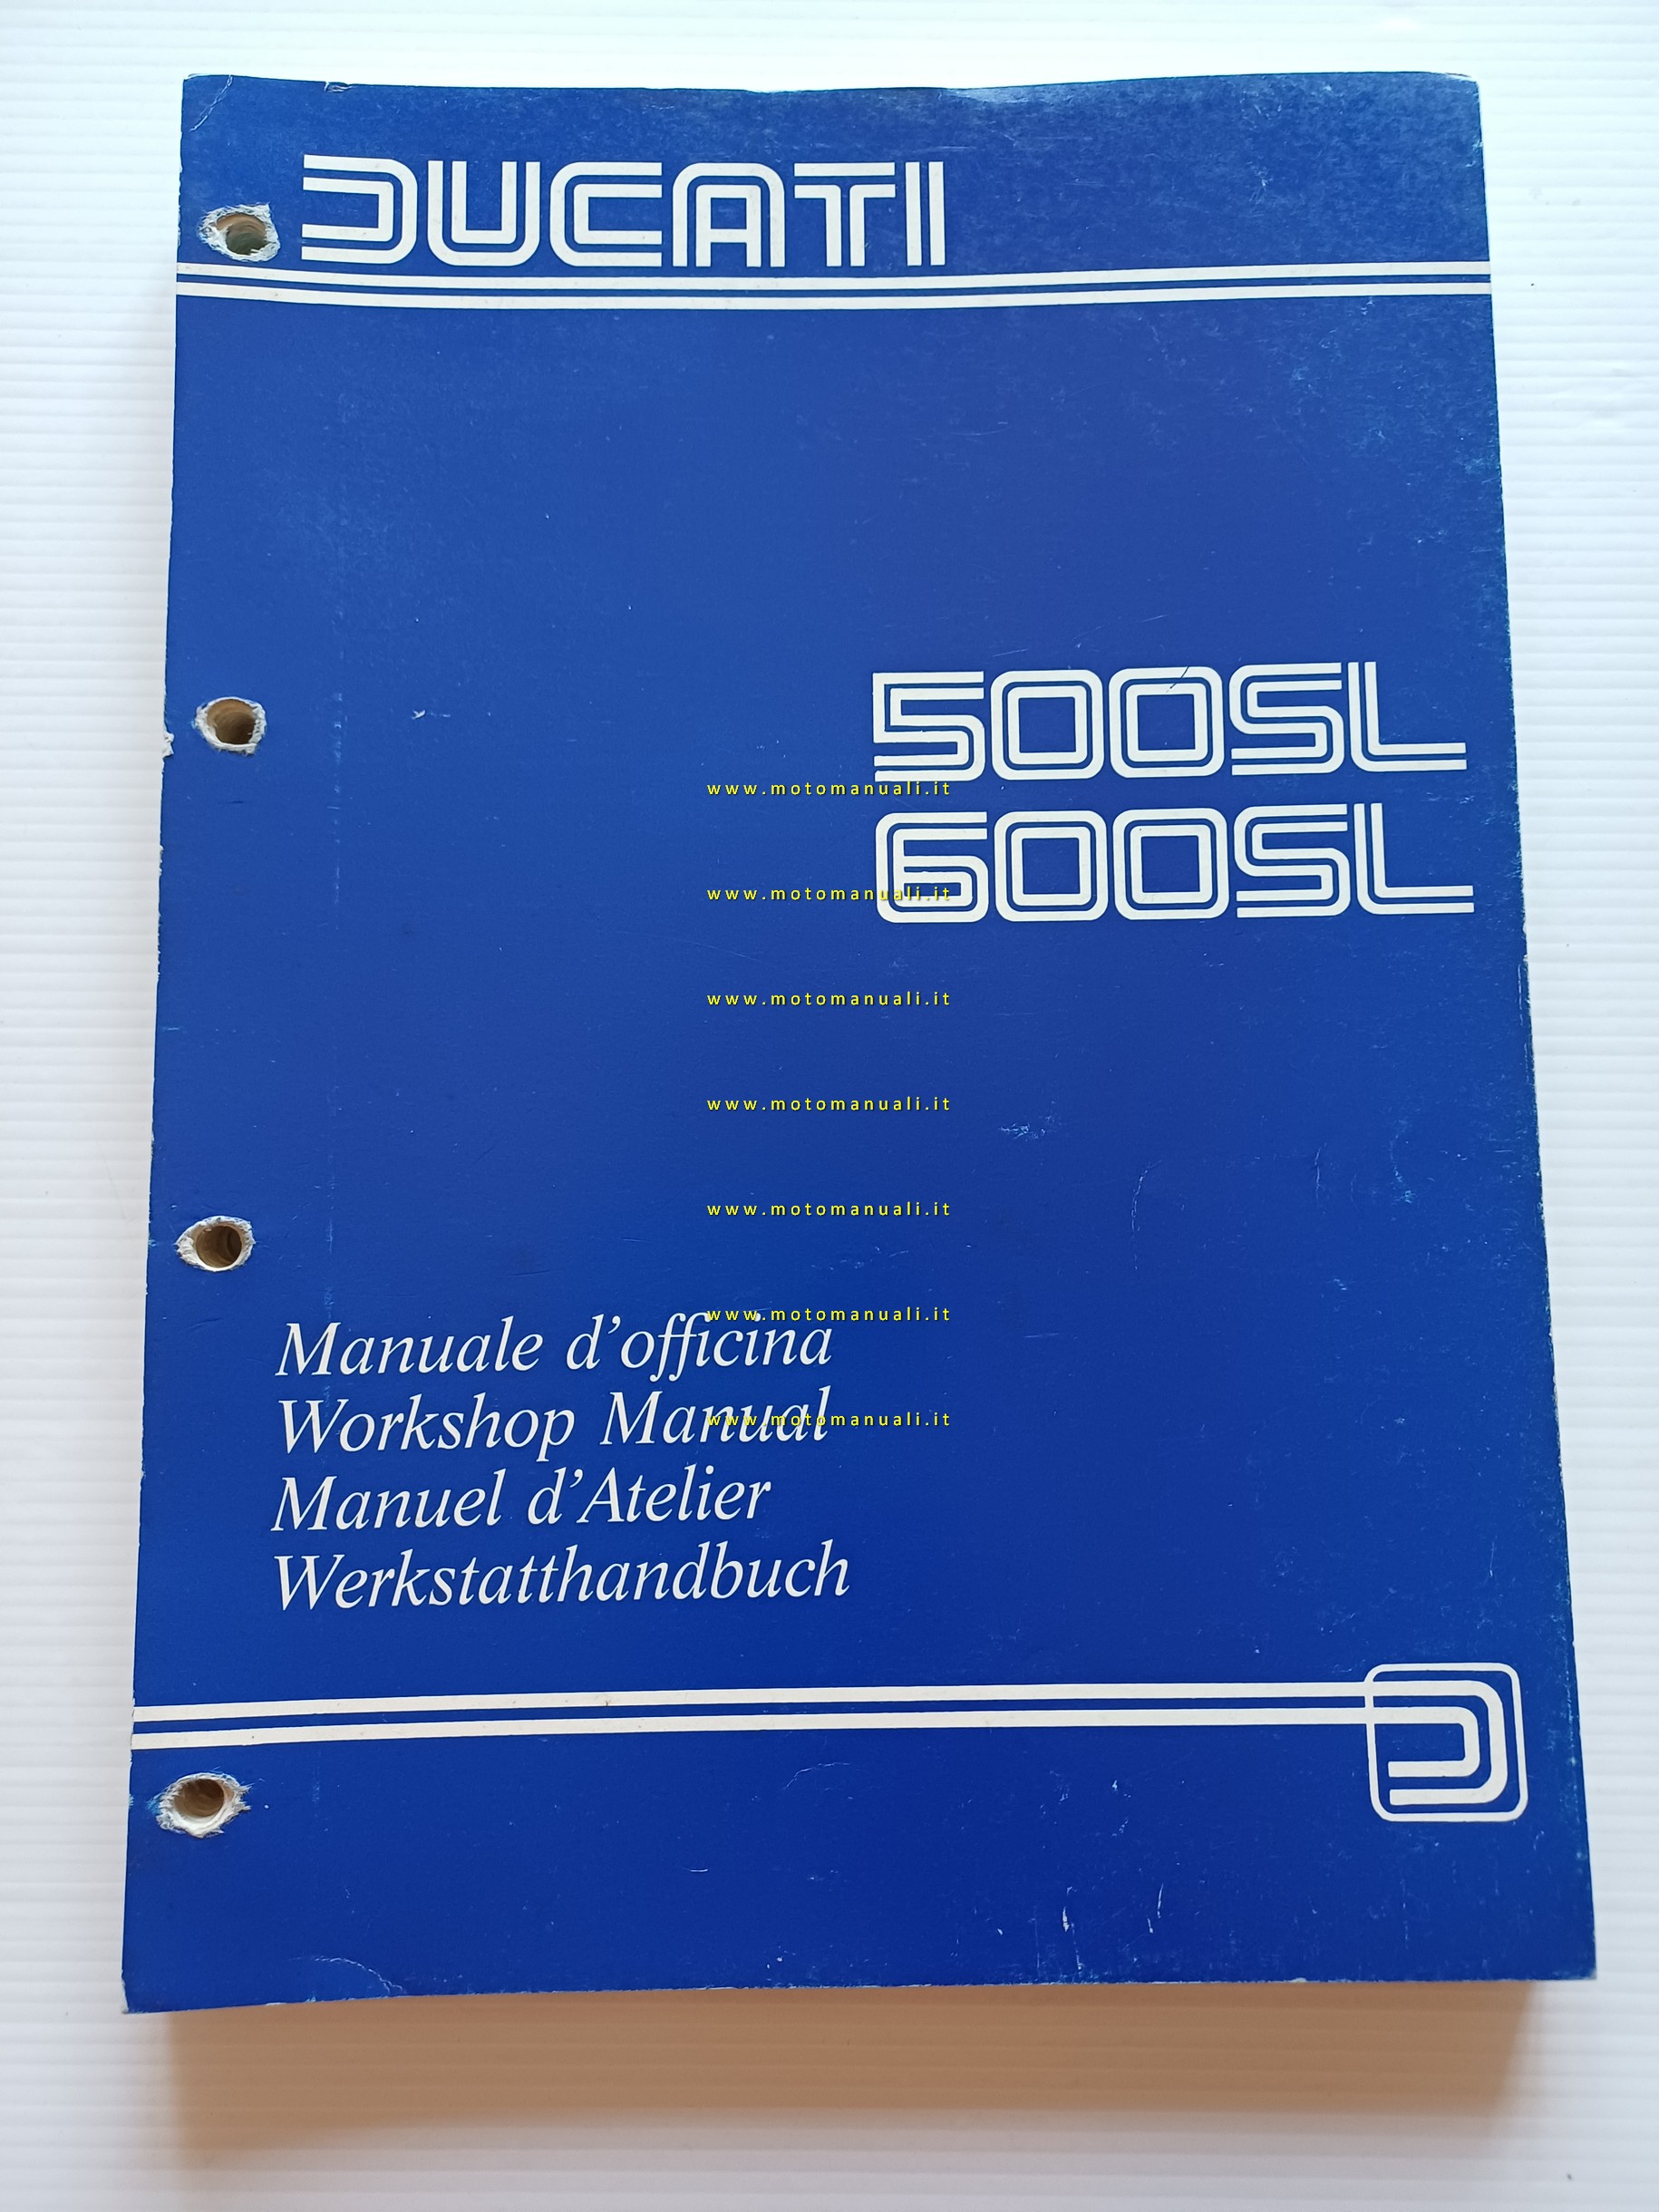 DUCATI
500SL
www.motomanuali.it
600SL
www.motomanuali.it
www.motomanuali.it
www.motomanuali.it
www.motomanuali.it
www.motomanuali.it
Manuale d’officina
Workshop Manual
www.motomanuali.it
Manuel d’Atelier
Werkstatthandbuch
D